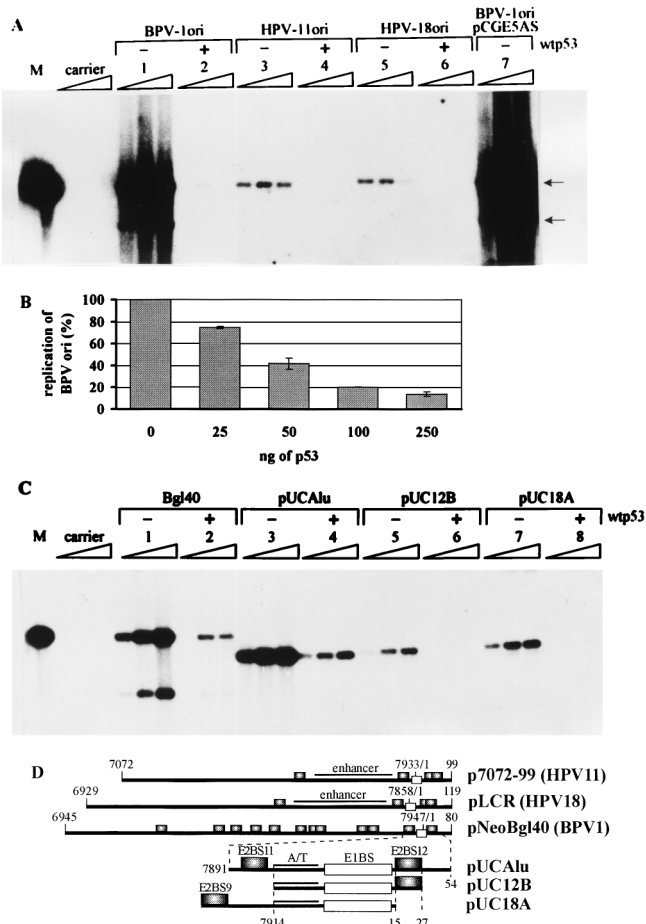 A
BPV-1ori HPV-11ori HPV-18ori BPV-1ori pCGE5AS
− + − + − + − wtp53
M carrier 1 2 3 4 5 6 7
B
replication of BPV ori (%)
100
80
60
40
20
0
0 25 50 100 250
ng of p53
C
Bgl40 pUCAlu pUC12B pUC18A
− + − + − + − + wtp53
M carrier 1 2 3 4 5 6 7 8
D
7072 enhancer 7933/1 99 p7072-99 (HPV11)
6929 enhancer 7858/1 119 pLCR (HPV18)
6945 7947/1 80 pNeoBgl40 (BPV1)
E2BS11 A/T E1BS E2BS12
7891 54 pUCAlu
pUC12B
E2BS9 pUC18A
7914 15 27